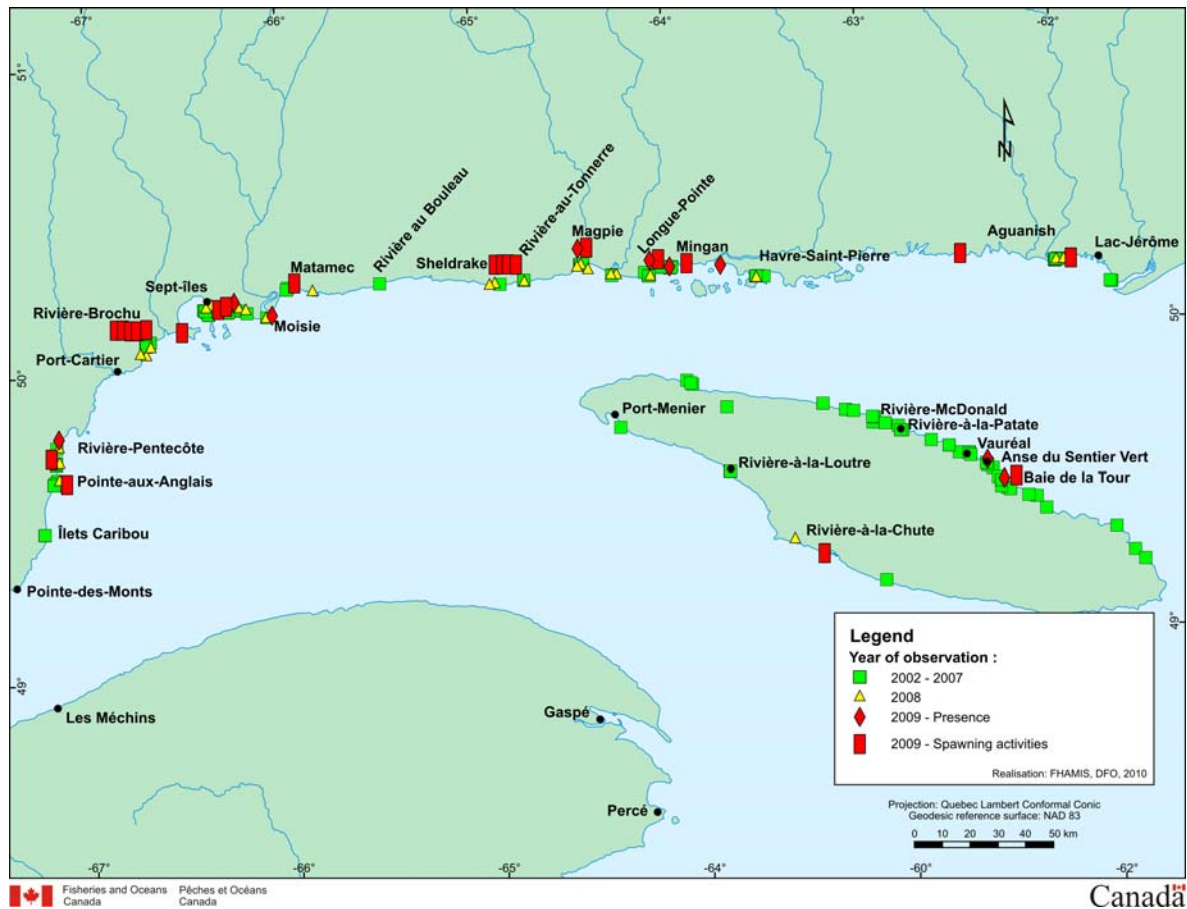 -67° -66° -65° -64° -63° -62°
51°
51°
N
Rivière au Bouleau
Rivière-au-Tonnerre
Longue-Pointe
Magpie
Mingan
Aguanish
Lac-Jérôme
Havre-Saint-Pierre
Sheldrake
Matamec
Sept-îles
Moisie
Rivière-Brochu
Port-Cartier
50°
50°
Rivière-Pentecôte
Pointe-aux-Anglais
Îlets Caribou
Pointe-des-Monts
Port-Menier
Rivière-McDonald
Rivière-à-la-Patate
Vauréal
Anse du Sentier Vert
Baie de la Tour
Rivière-à-la-Loutre
Rivière-à-la-Chute
49°
49°
Les Méchins
Gaspé
Percé
Legend
Year of observation :
2002 - 2007
2008
2009 - Presence
2009 - Spawning activities
Realisation: FHAMIS, DFO, 2010
Projection: Quebec Lambert Conformal Conic
Geodesic reference surface: NAD 83
0 10 20 30 40 50 km
-67° -66° -65° -64° -60° -62°
Fisheries and Oceans Canada
Pêches et Océans Canada
Canada